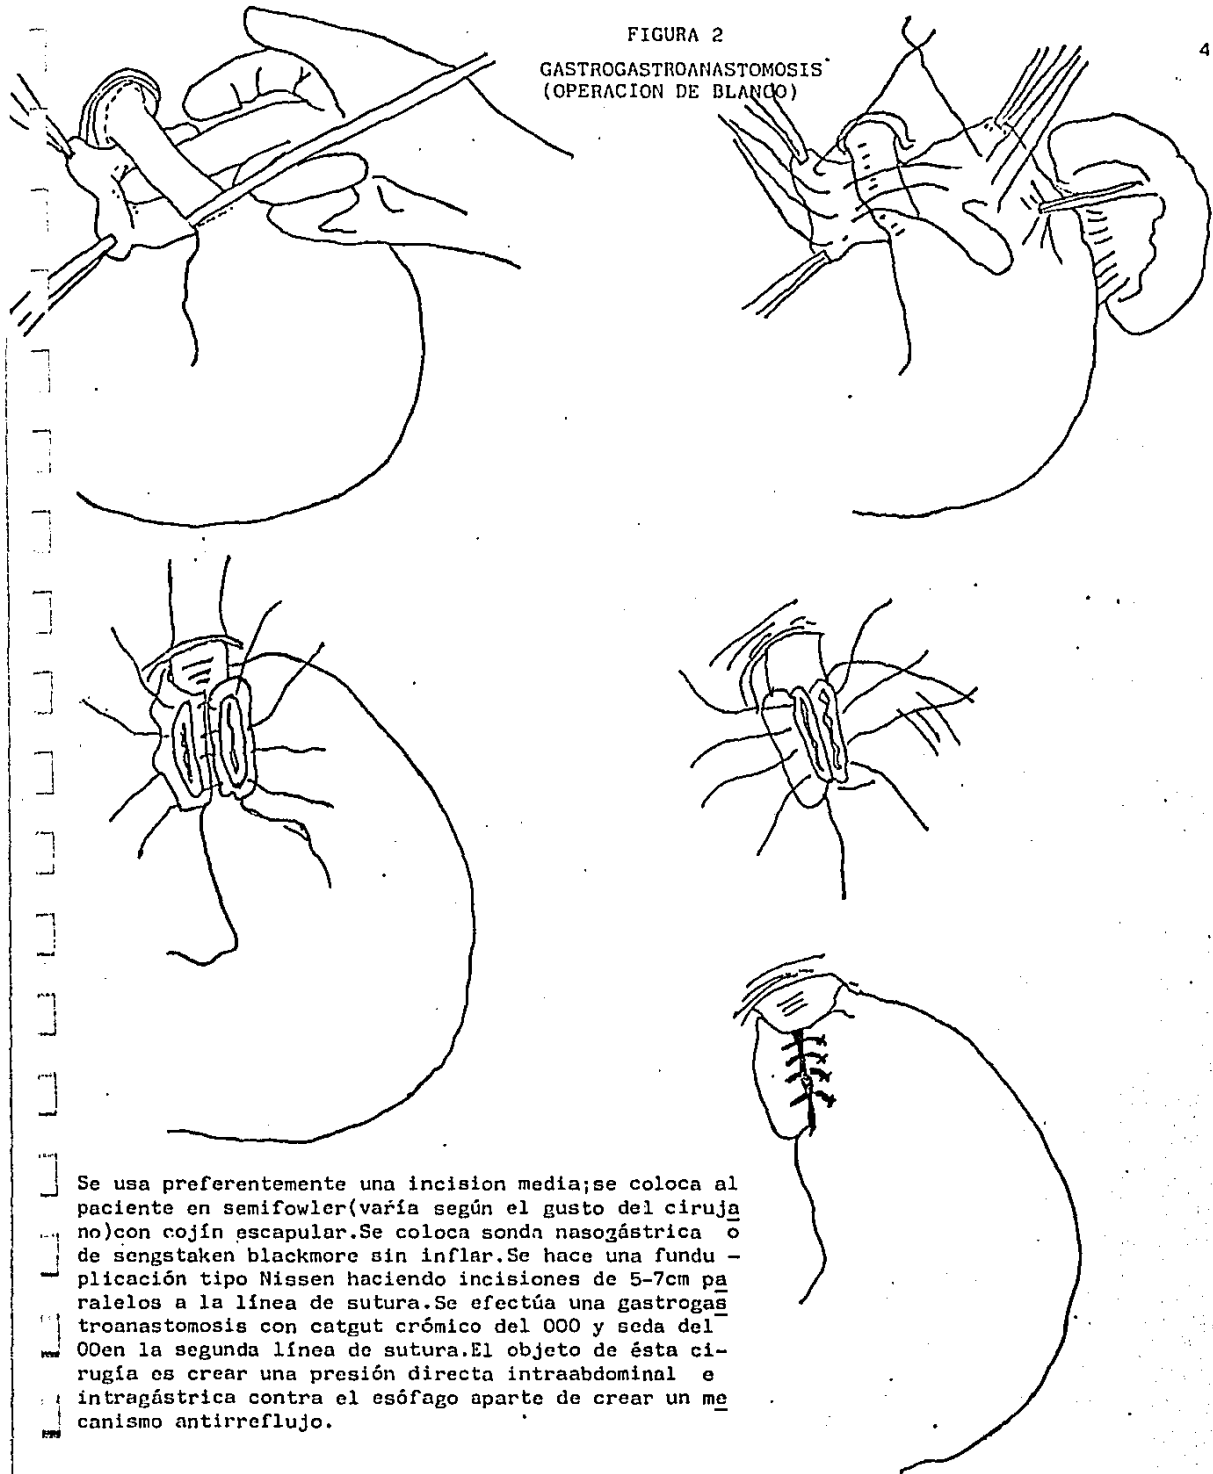 FIGURA 2
4
GASTROGASTROANASTOMOSIS
(OPERACION DE BLANCO)
Se usa preferentemente una incision media;se coloca al
paciente en semifowler(varía según el gusto del ciruja
no)con cojín escapular.Se coloca sonda nasogástrica o
de sengstaken blackmore sin inflar.Se hace una fundu -
plicación tipo Nissen haciendo incisiones de 5-7cm pa
ralelos a la línea de sutura.Se efectúa una gastrogas
troanastomosis con catgut crómico del 000 y seda del
00en la segunda línea de sutura.El objeto de ésta ci-
rugía es crear una presión directa intraabdominal e
intragástrica contra el esófago aparte de crear un me
canismo antirreflujo.